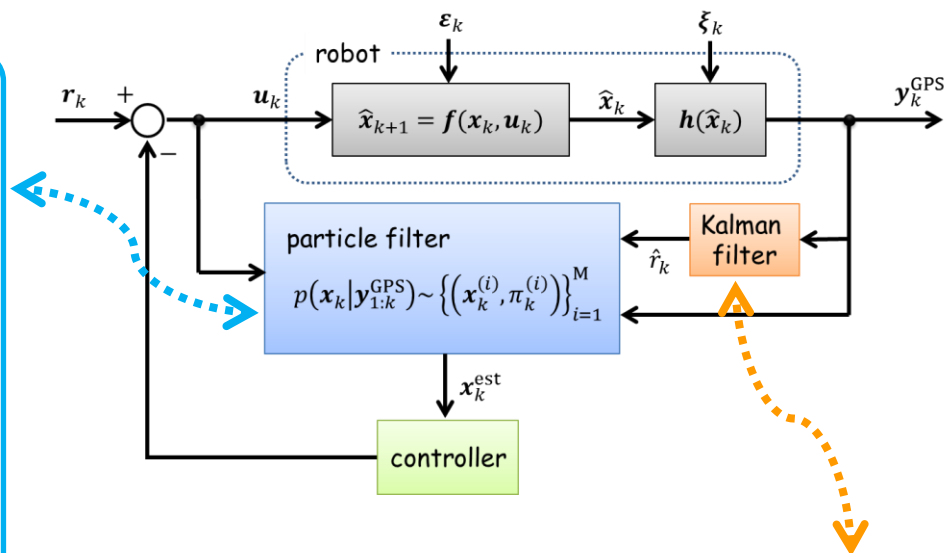 ε_k
ξ_k
robot
r_k
+
−
u_k
x̂_{k+1} = f(x_k, u_k)
x̂_k
h(x̂_k)
y_k^{GPS}
particle filter
p(x_k|y_{1:k}^{GPS})~{(x_k^{(i)}, π_k^{(i)})}_{i=1}^{M}
r̂_k
Kalman
filter
x_k^{est}
controller